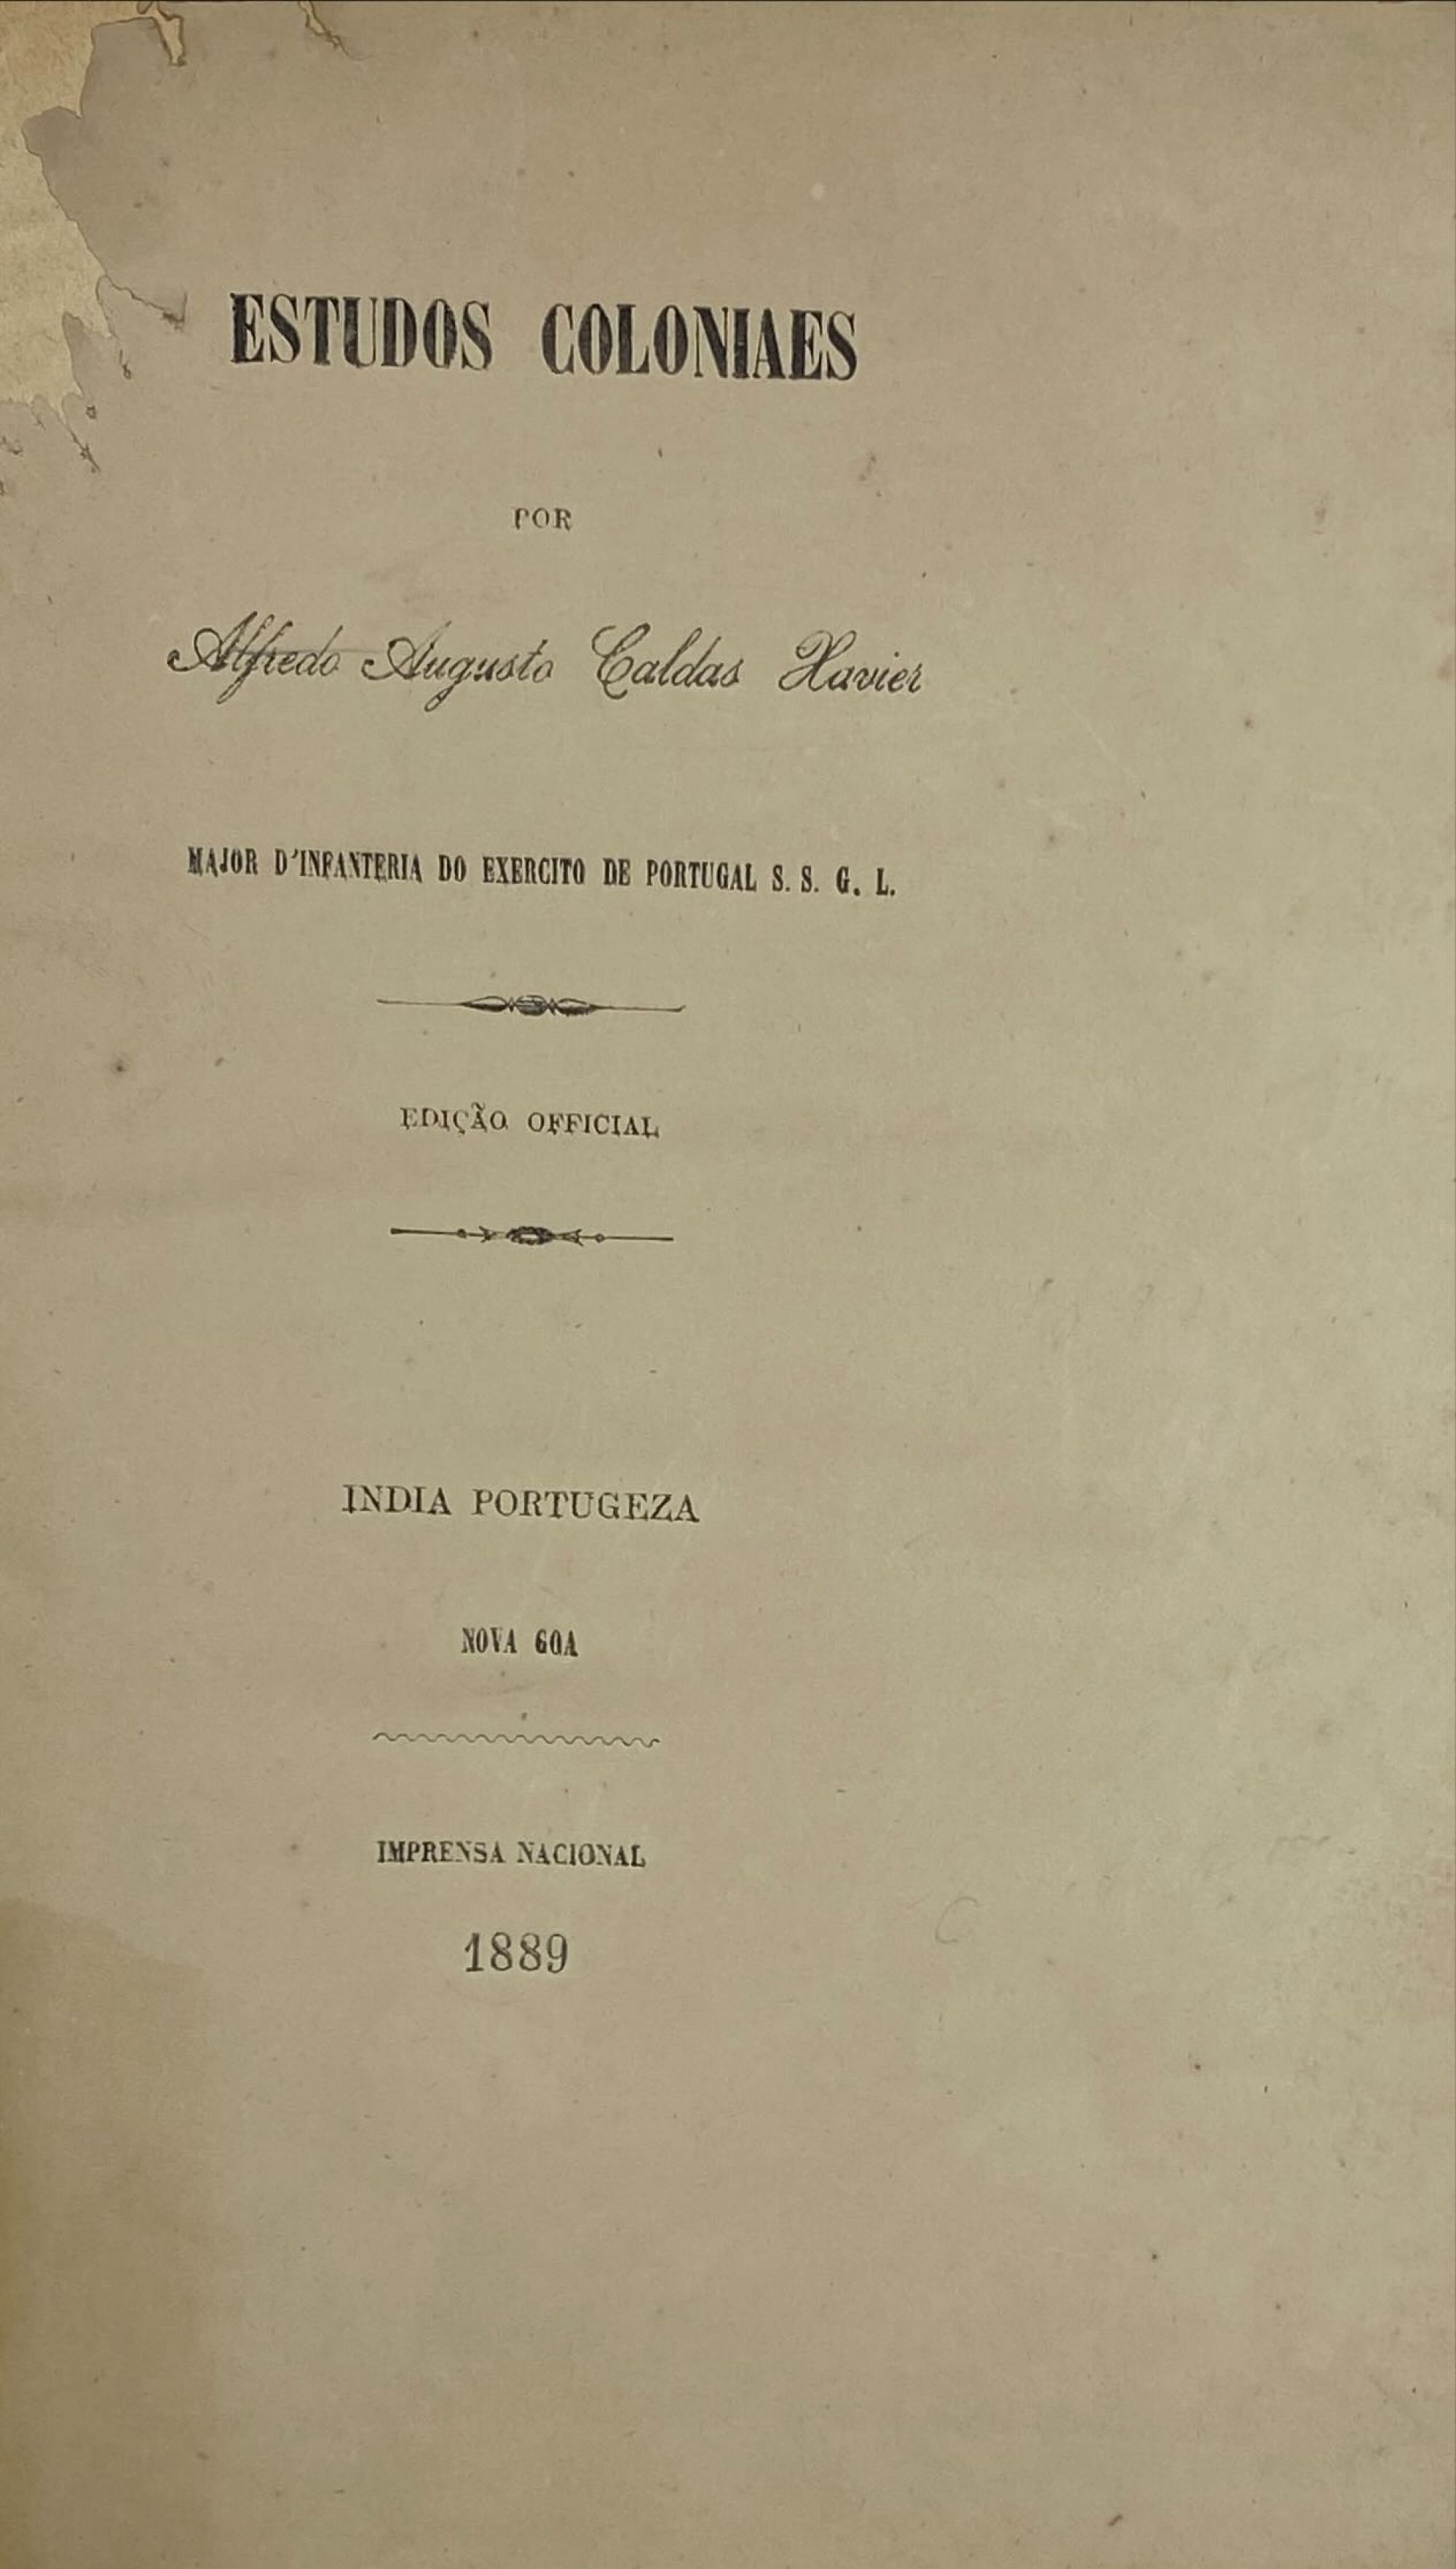 ESTUDOS COLONIAES
POR
Alfredo Augusto Caldas Xavier
MAJOR D'INFANTERIA DO EXERCITO DE PORTUGAL S. S. G. L.
EDIÇÃO OFFICIAL
INDIA PORTUGEZA
NOVA GOA
IMPRENSA NACIONAL
1889